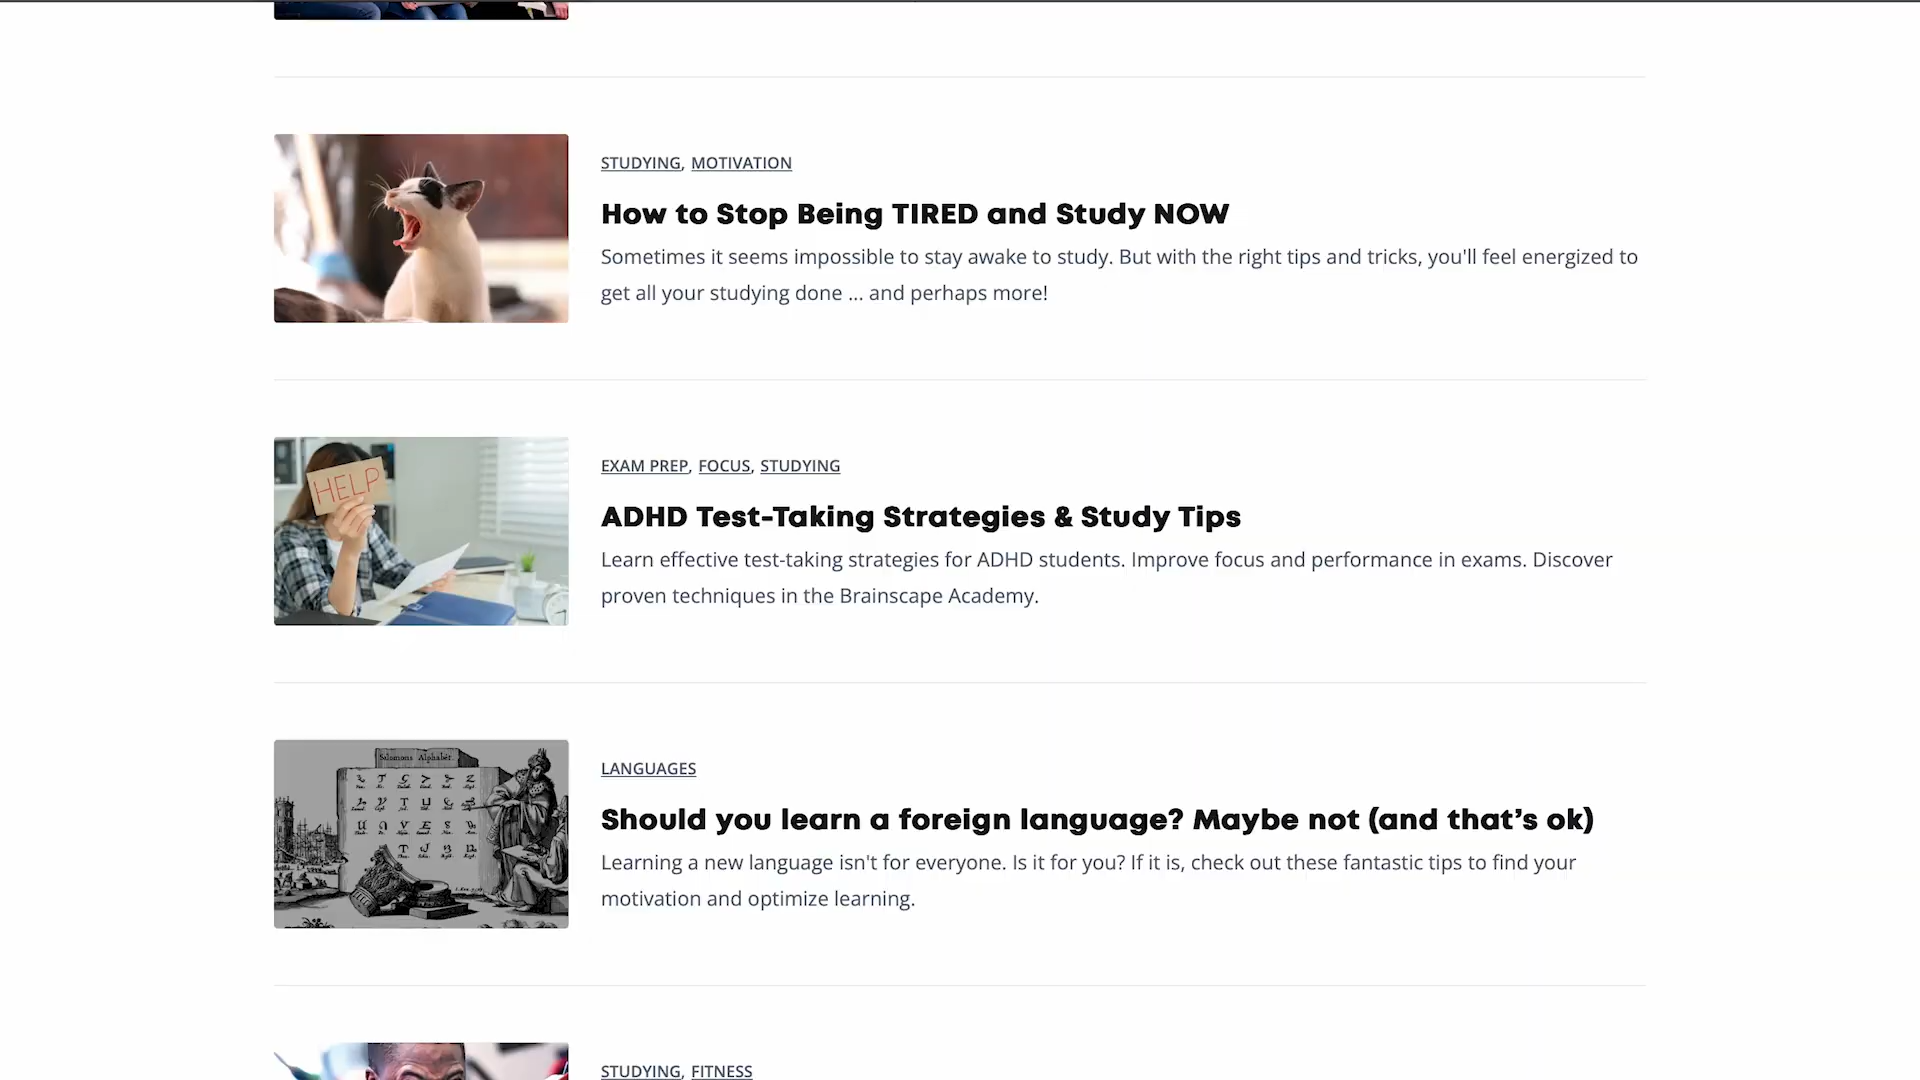 STUDYING, MOTIVATION
How to Stop Being TIRED and Study NOW
Sometimes it seems impossible to stay awake to study. But with the right tips and tricks, you'll feel energized to
get all your studying done ... and perhaps more!
HELP
EXAM PREP, FOCUS, STUDYING
ADHD Test-Taking Strategies & Study Tips
Learn effective test-taking strategies for ADHD students. Improve focus and performance in exams. Discover
proven techniques in the Brainscape Academy.
Salomons Alphabet.
LANGUAGES
Should you learn a foreign language? Maybe not (and that’s ok)
Learning a new language isn't for everyone. Is it for you? If it is, check out these fantastic tips to find your
motivation and optimize learning.
STUDYING, FITNESS